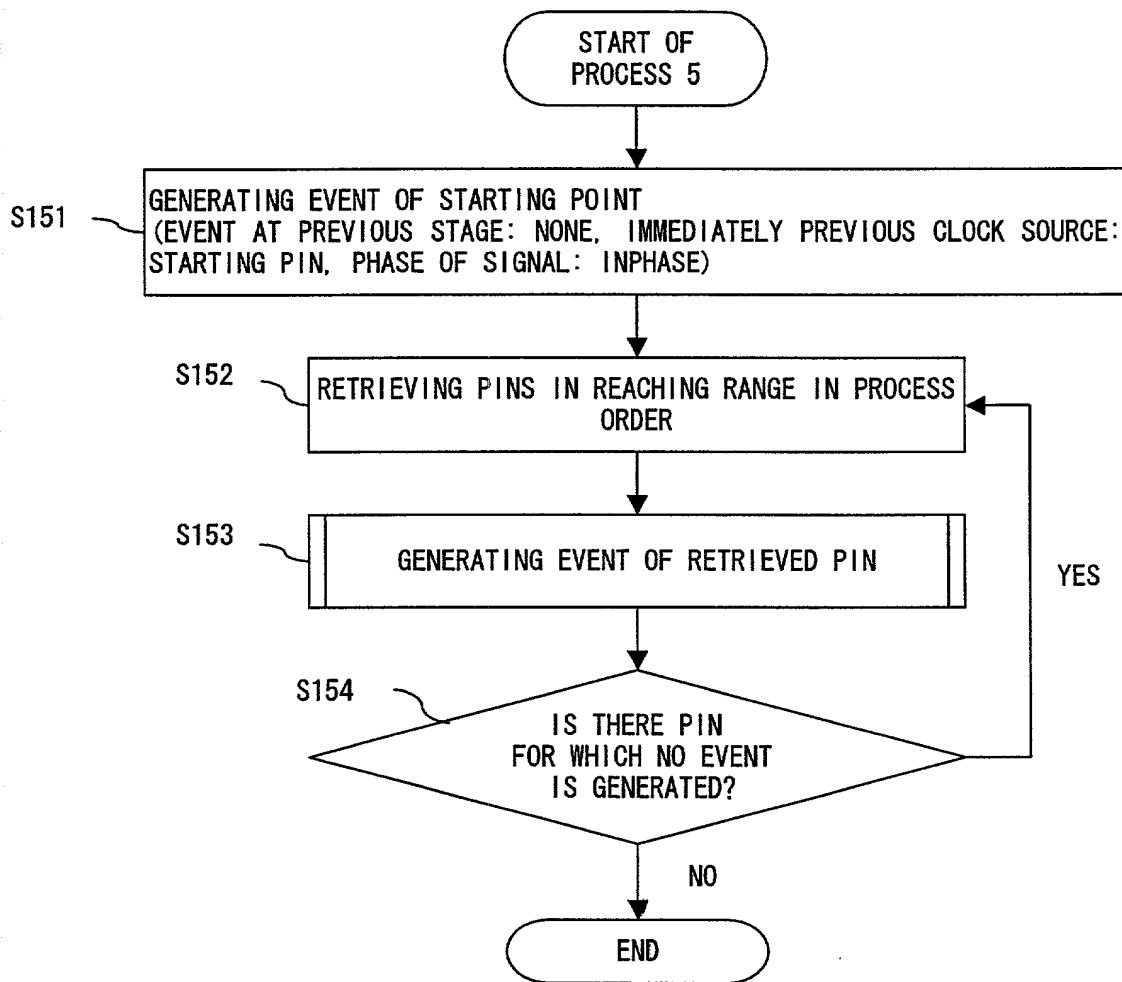 START OF
PROCESS 5
S151
GENERATING EVENT OF STARTING POINT
(EVENT AT PREVIOUS STAGE: NONE, IMMEDIATELY PREVIOUS CLOCK SOURCE:
STARTING PIN, PHASE OF SIGNAL: INPHASE)
S152
RETRIEVING PINS IN REACHING RANGE IN PROCESS
ORDER
S153
GENERATING EVENT OF RETRIEVED PIN
YES
S154
IS THERE PIN
FOR WHICH NO EVENT
IS GENERATED?
NO
END